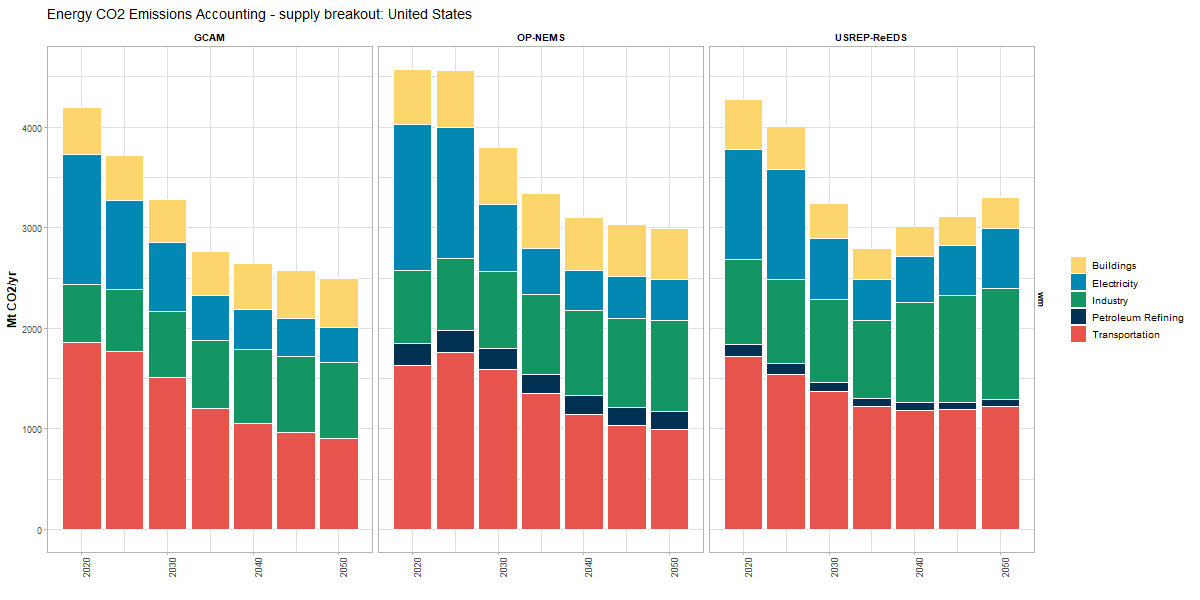 Energy CO2 Emissions Accounting - supply breakout: United States
GCAM
OP-NEMS
USREP-ReEDS
Mt CO2/yr
4000
3000
2000
1000
0
2020
2030
2040
2050
2020
2030
2040
2050
2020
2030
2040
2050
wm
Buildings
Electricity
Industry
Petroleum Refining
Transportation